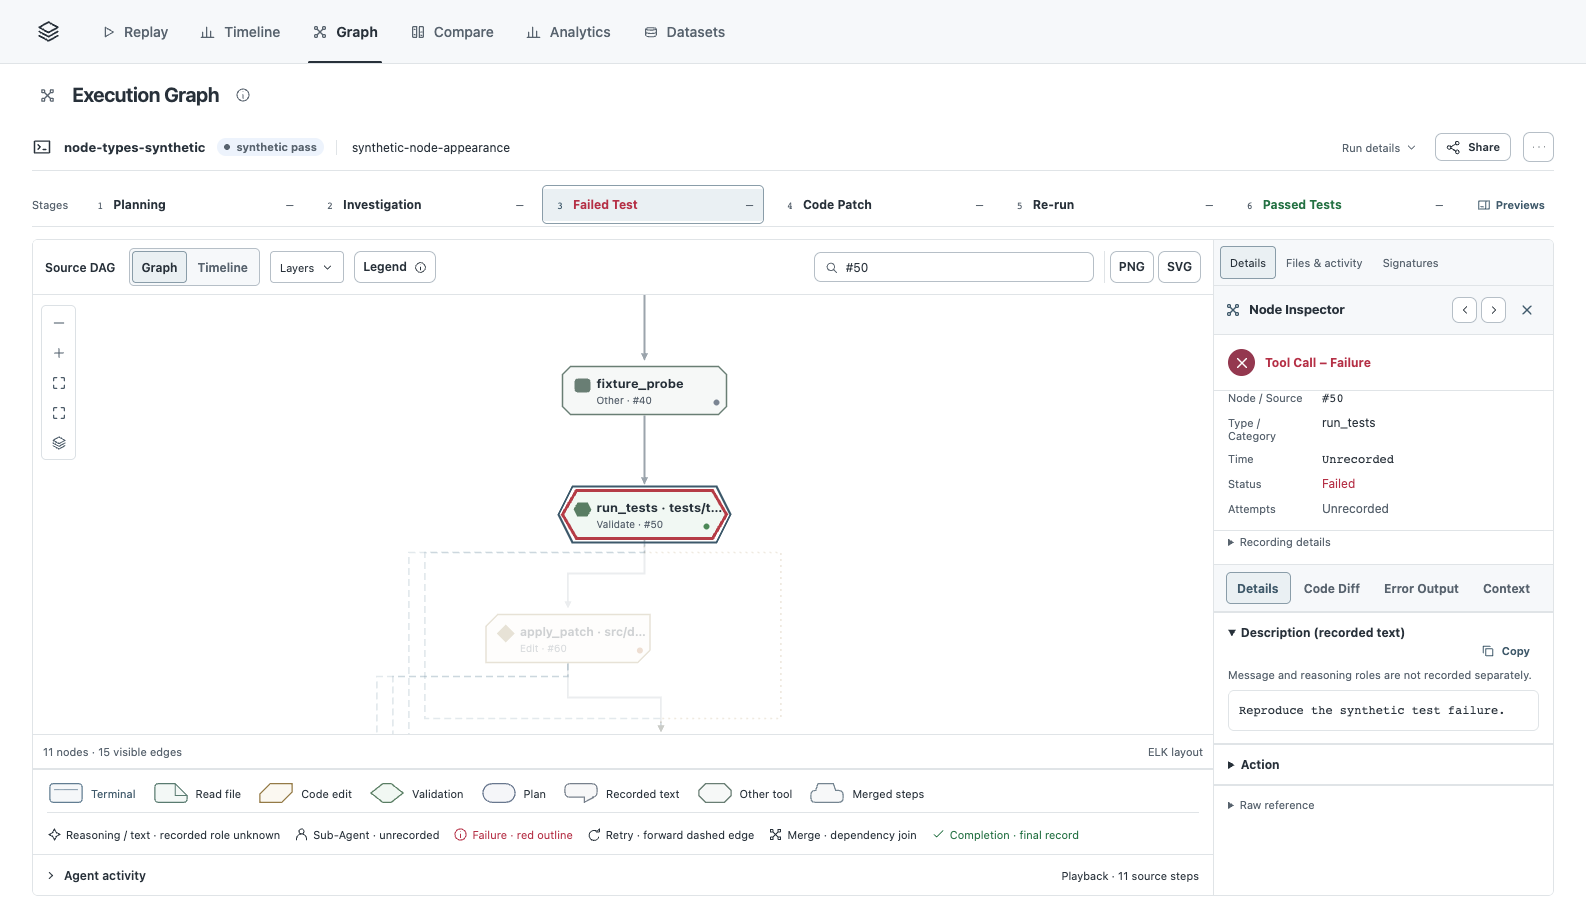 Replay Timeline Graph Compare Analytics Datasets
Execution Graph
node-types-synthetic synthetic pass synthetic-node-appearance
Run details Share ...
Stages 1 Planning – 2 Investigation – 3 Failed Test – 4 Code Patch – 5 Re-run – 6 Passed Tests – Previews
Source DAG Graph Timeline Layers Legend #50 PNG SVG
fixture_probe
Other · #40
run_tests · tests/t...
Validate · #50
apply_patch · src/d...
Edit · #60
11 nodes · 15 visible edges ELK layout
Terminal Read file Code edit Validation Plan Recorded text Other tool Merged steps
Reasoning / text · recorded role unknown Sub-Agent · unrecorded Failure · red outline Retry · forward dashed edge Merge · dependency join Completion · final record
Agent activity Playback · 11 source steps
Details Files & activity Signatures
Node Inspector
Tool Call – Failure
Node / Source #50
Type / Category run_tests
Time Unrecorded
Status Failed
Attempts Unrecorded
Recording details
Details Code Diff Error Output Context
Description (recorded text)
Copy
Message and reasoning roles are not recorded separately.
Reproduce the synthetic test failure.
Action
Raw reference